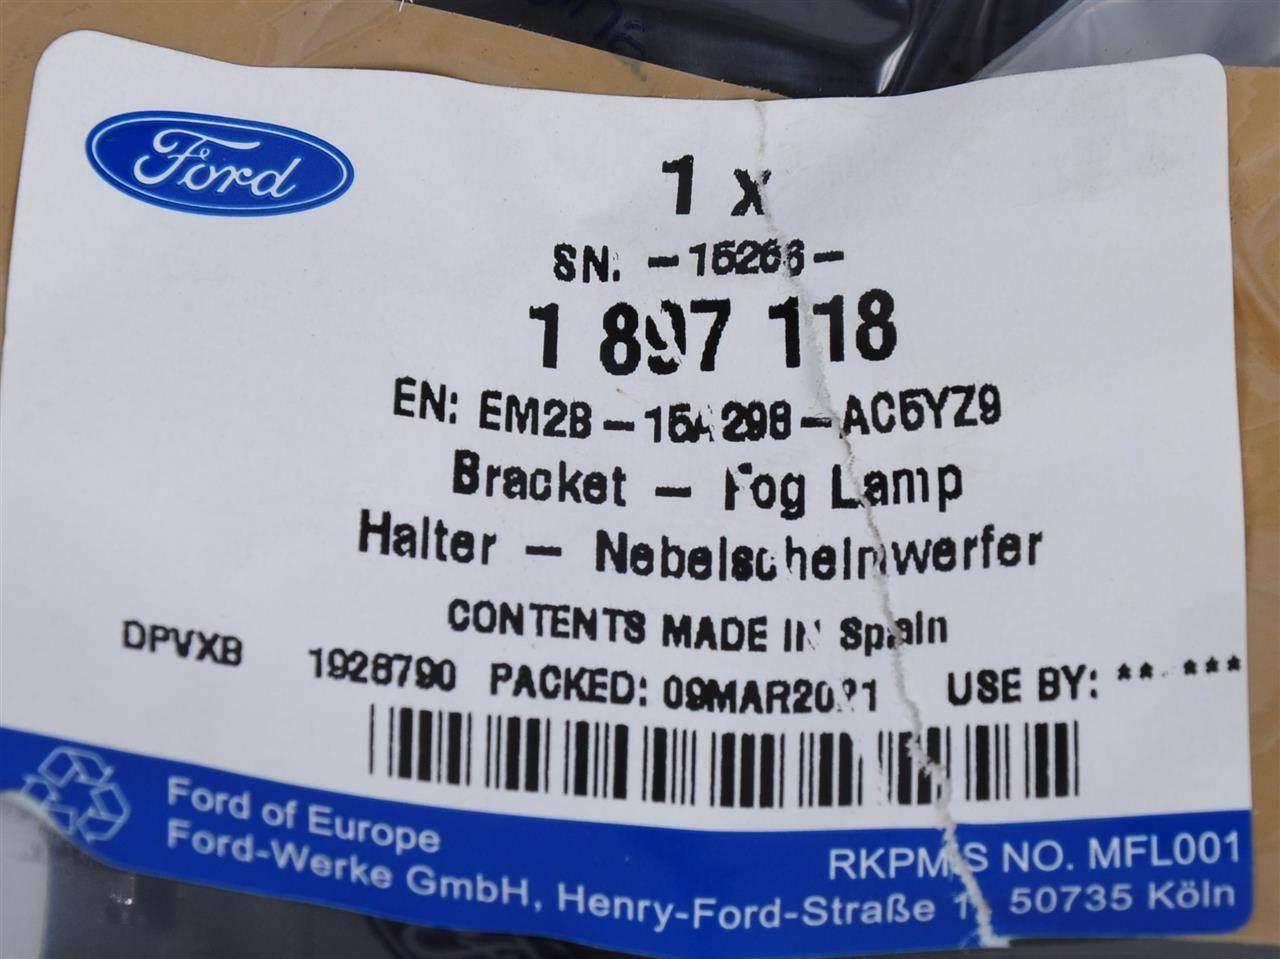 Ford
1 x
SN. -15266-
1 897 118
EN: EM2B-15A298-AC5YZ9
Bracket - Fog Lamp
Halter - Nebelscheinwerfer
CONTENTS MADE IN Spain
DPVXB 1928790 PACKED: 09MAR2021 USE BY: ** *** 
Ford of Europe
RKPMS NO. MFL001
Ford-Werke GmbH, Henry-Ford-Straße 1, 50735 Köln